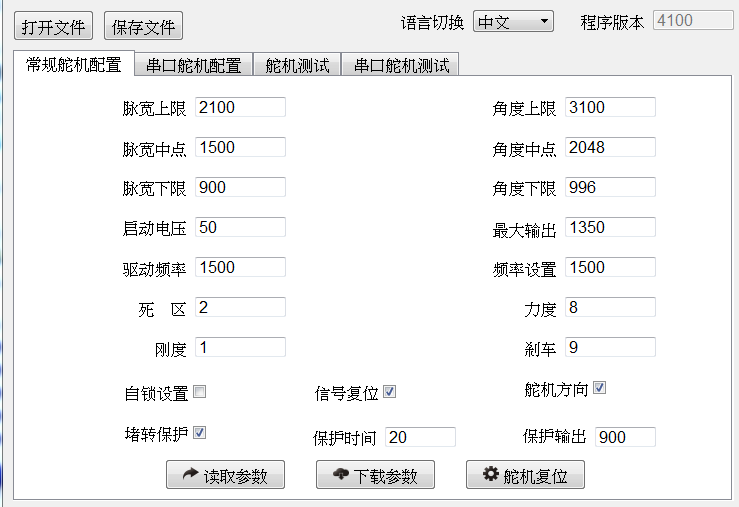 打开文件 保存文件 语言切换 中文 程序版本 4100
常规舵机配置 串口舵机配置 舵机测试 串口舵机测试
脉宽上限 2100 角度上限 3100
脉宽中点 1500 角度中点 2048
脉宽下限 900 角度下限 996
启动电压 50 最大输出 1350
驱动频率 1500 频率设置 1500
死 区 2 力度 8
刚度 1 刹车 9
自锁设置 信号复位 舵机方向
堵转保护 保护时间 20 保护输出 900
读取参数 下载参数 舵机复位